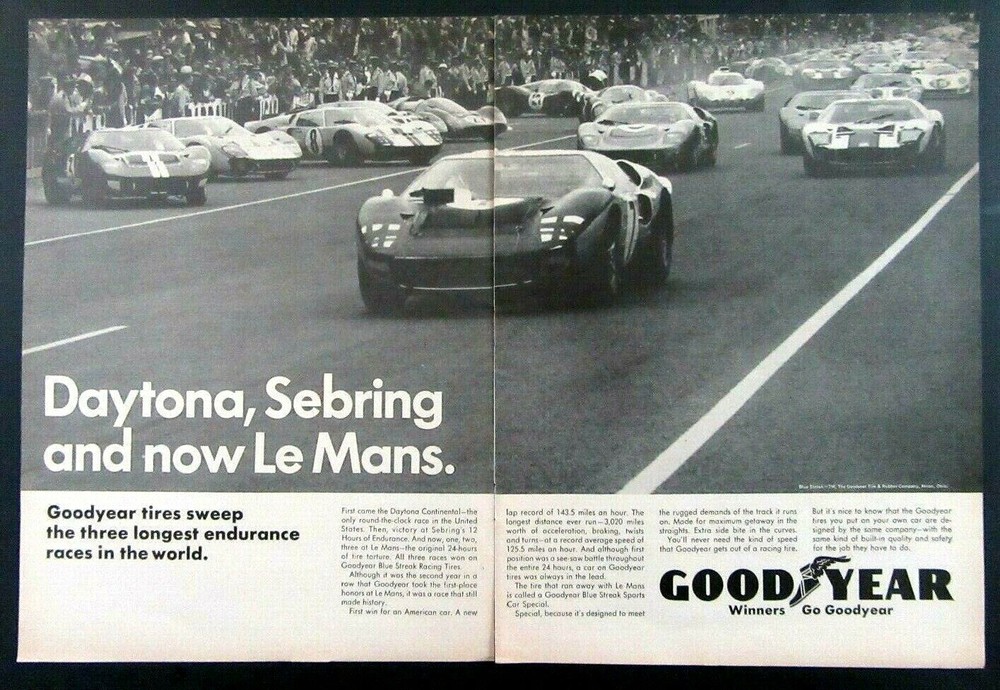 8
Daytona, Sebring
and now Le Mans.
Blue Streak—TM, The Goodyear Tire & Rubber Company, Akron, Ohio
Goodyear tires sweep
the three longest endurance
races in the world.
First came the Daytona Continental—the
only round-the-clock race in the United
States. Then, victory at Sebring's 12
Hours of Endurance. And now, one, two,
three at Le Mans—the original 24-hours
of tire torture. All three races won on
Goodyear Blue Streak Racing Tires.
Although it was the second year in a
row that Goodyear took the first-place
honors at Le Mans, it was a race that still
made history.
First win for an American car. A new
lap record of 143.5 miles an hour. The
longest distance ever run—3,020 miles
worth of acceleration, braking, twists
and turns—at a record average speed of
125.5 miles an hour. And although first
position was a see-saw battle throughout
the entire 24 hours, a car on Goodyear
tires was always in the lead.
The tire that ran away with Le Mans
is called a Goodyear Blue Streak Sports
Car Special.
Special, because it's designed to meet
the rugged demands of the track it runs
on. Made for maximum getaway in the
straights. Extra side bite in the curves.
You'll never need the kind of speed
that Goodyear gets out of a racing tire.
But it's nice to know that the Goodyear
tires you put on your own car are de-
signed by the same company—with the
same kind of built-in quality and safety
for the job they have to do.
GOODYEAR
Winners Go Goodyear